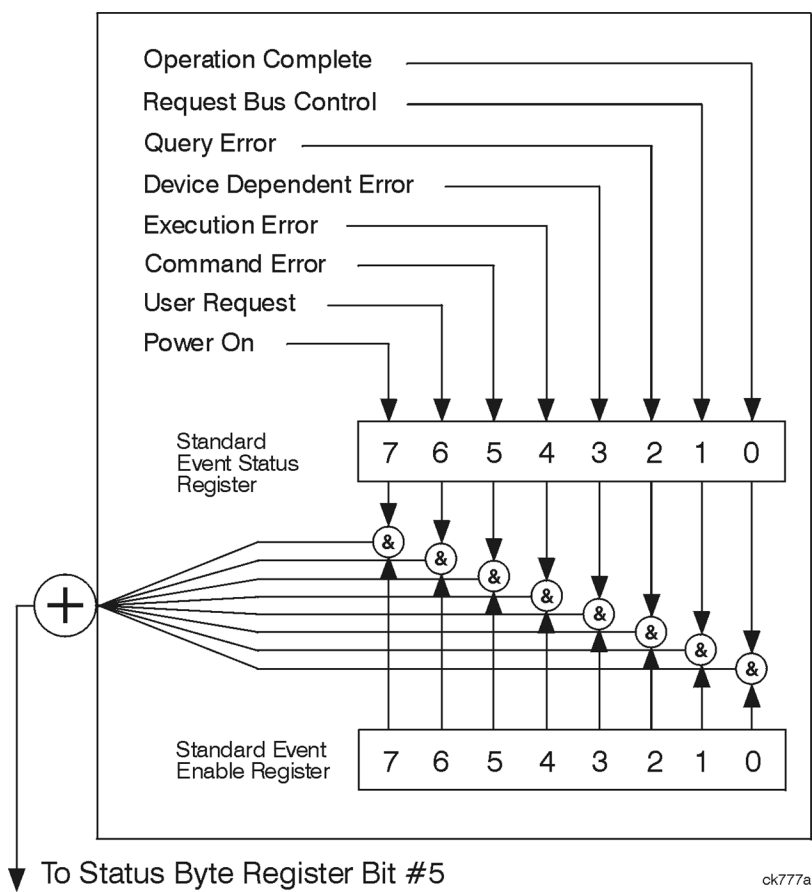 Operation Complete
Request Bus Control
Query Error
Device Dependent Error
Execution Error
Command Error
User Request
Power On
Standard
Event Status
Register
7 6 5 4 3 2 1 0
& & & & & & & &
+
Standard Event
Enable Register
7 6 5 4 3 2 1 0
To Status Byte Register Bit #5
ck777a